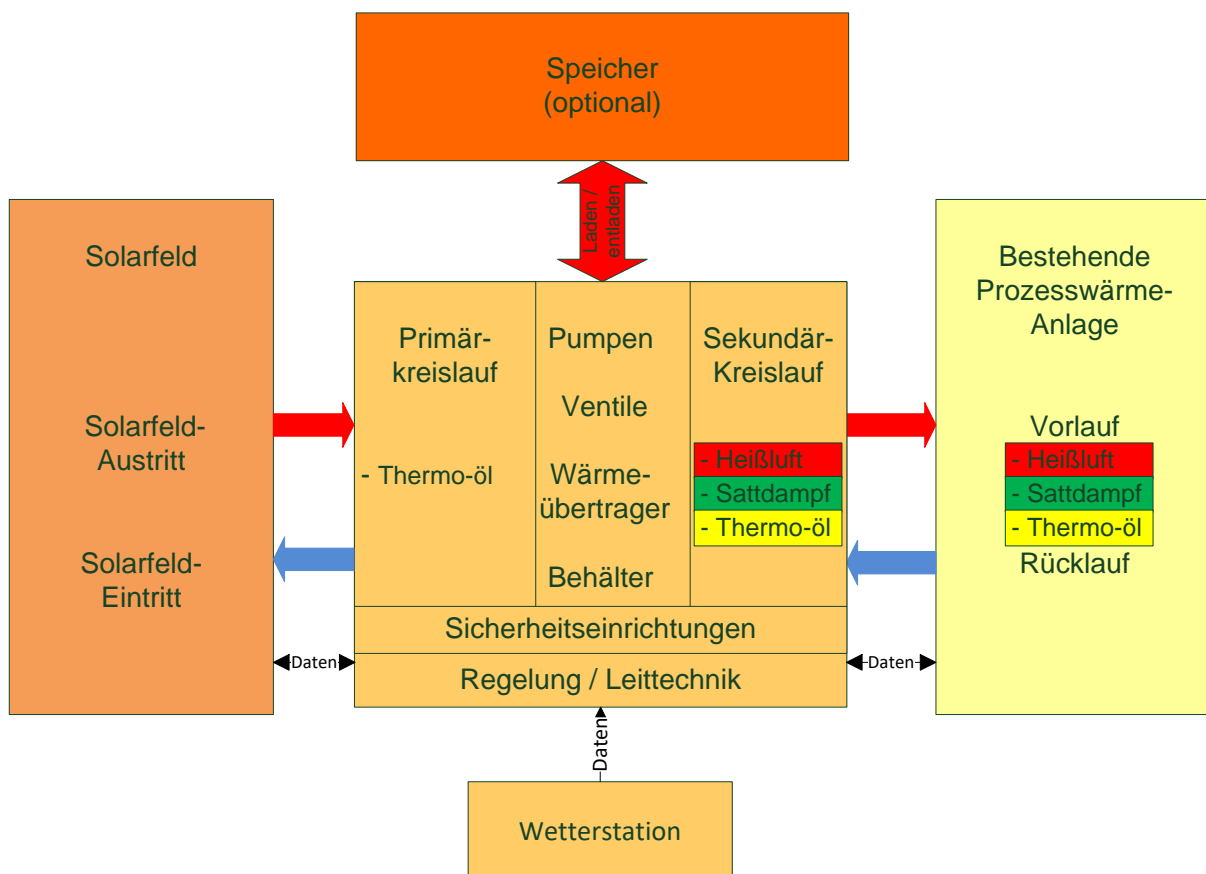 Speicher
(optional)
Laden /
entladen
Solarfeld
Solarfeld-
Austritt
Solarfeld-
Eintritt
Primär-
kreislauf
- Thermo-öl
Pumpen
Ventile
Wärme-
übertrager
Behälter
Sekundär-
Kreislauf
- Heißluft
- Sattdampf
- Thermo-öl
Bestehende
Prozesswärme-
Anlage
Vorlauf
- Heißluft
- Sattdampf
- Thermo-öl
Rücklauf
Sicherheitseinrichtungen
Daten
Regelung / Leittechnik
Daten
Daten
Wetterstation